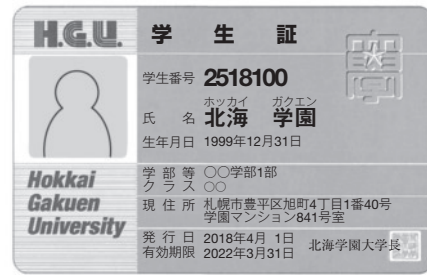 H.G.U. 学生証
学生番号 2518100
ホッカイ ガクエン
氏名 北海 学園
生年月日 1999年12月31日
Hokkai
Gakuen
University
学部等 〇〇学部1部
クラス 〇〇
現住所 札幌市豊平区旭町4丁目1番40号
学園マンション841号室
発行日 2018年4月 1日
有効期限 2022年3月31日
北海学園大学長